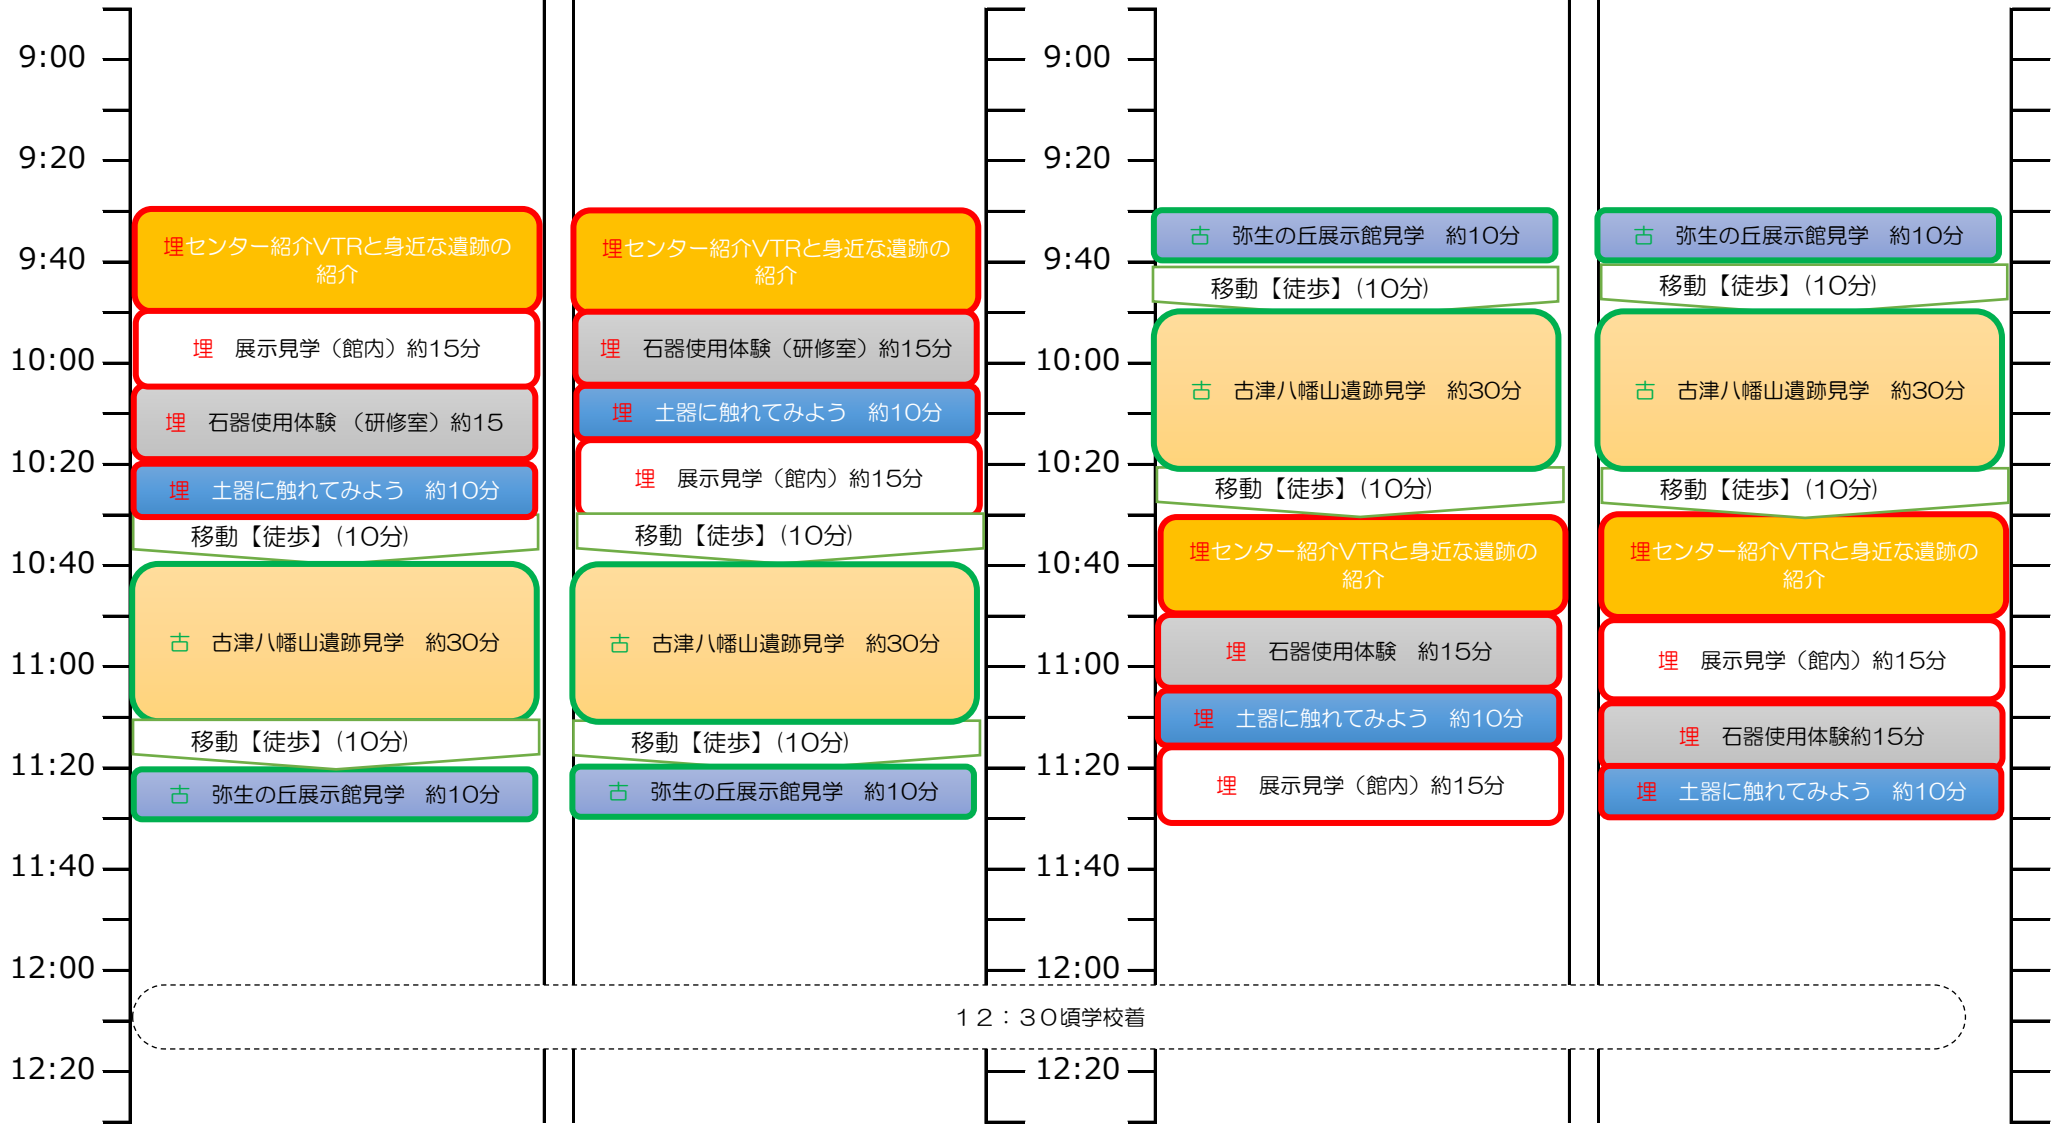 9:00
9:20
9:40
10:00
10:20
10:40
11:00
11:20
11:40
12:00
12:20
埋センター紹介VTRと身近な遺跡の
紹介
埋　展示見学（館内）約15分
埋　石器使用体験（研修室）約15
埋　土器に触れてみよう　約10分
移動【徒歩】（10分）
古　古津八幡山遺跡見学　約30分
移動【徒歩】（10分）
古　弥生の丘展示館見学　約10分
埋センター紹介VTRと身近な遺跡の
紹介
埋　石器使用体験（研修室）約15分
埋　土器に触れてみよう　約10分
埋　展示見学（館内）約15分
移動【徒歩】（10分）
古　古津八幡山遺跡見学　約30分
移動【徒歩】（10分）
古　弥生の丘展示館見学　約10分
9:00
9:20
9:40
10:00
10:20
10:40
11:00
11:20
11:40
12:00
12:20
古　弥生の丘展示館見学　約10分
移動【徒歩】（10分）
古　古津八幡山遺跡見学　約30分
移動【徒歩】（10分）
埋センター紹介VTRと身近な遺跡の
紹介
埋　石器使用体験　約15分
埋　土器に触れてみよう　約10分
埋　展示見学（館内）約15分
古　弥生の丘展示館見学　約10分
移動【徒歩】（10分）
古　古津八幡山遺跡見学　約30分
移動【徒歩】（10分）
埋センター紹介VTRと身近な遺跡の
紹介
埋　展示見学（館内）約15分
埋　石器使用体験約15分
埋　土器に触れてみよう　約10分
１２：３０頃学校着